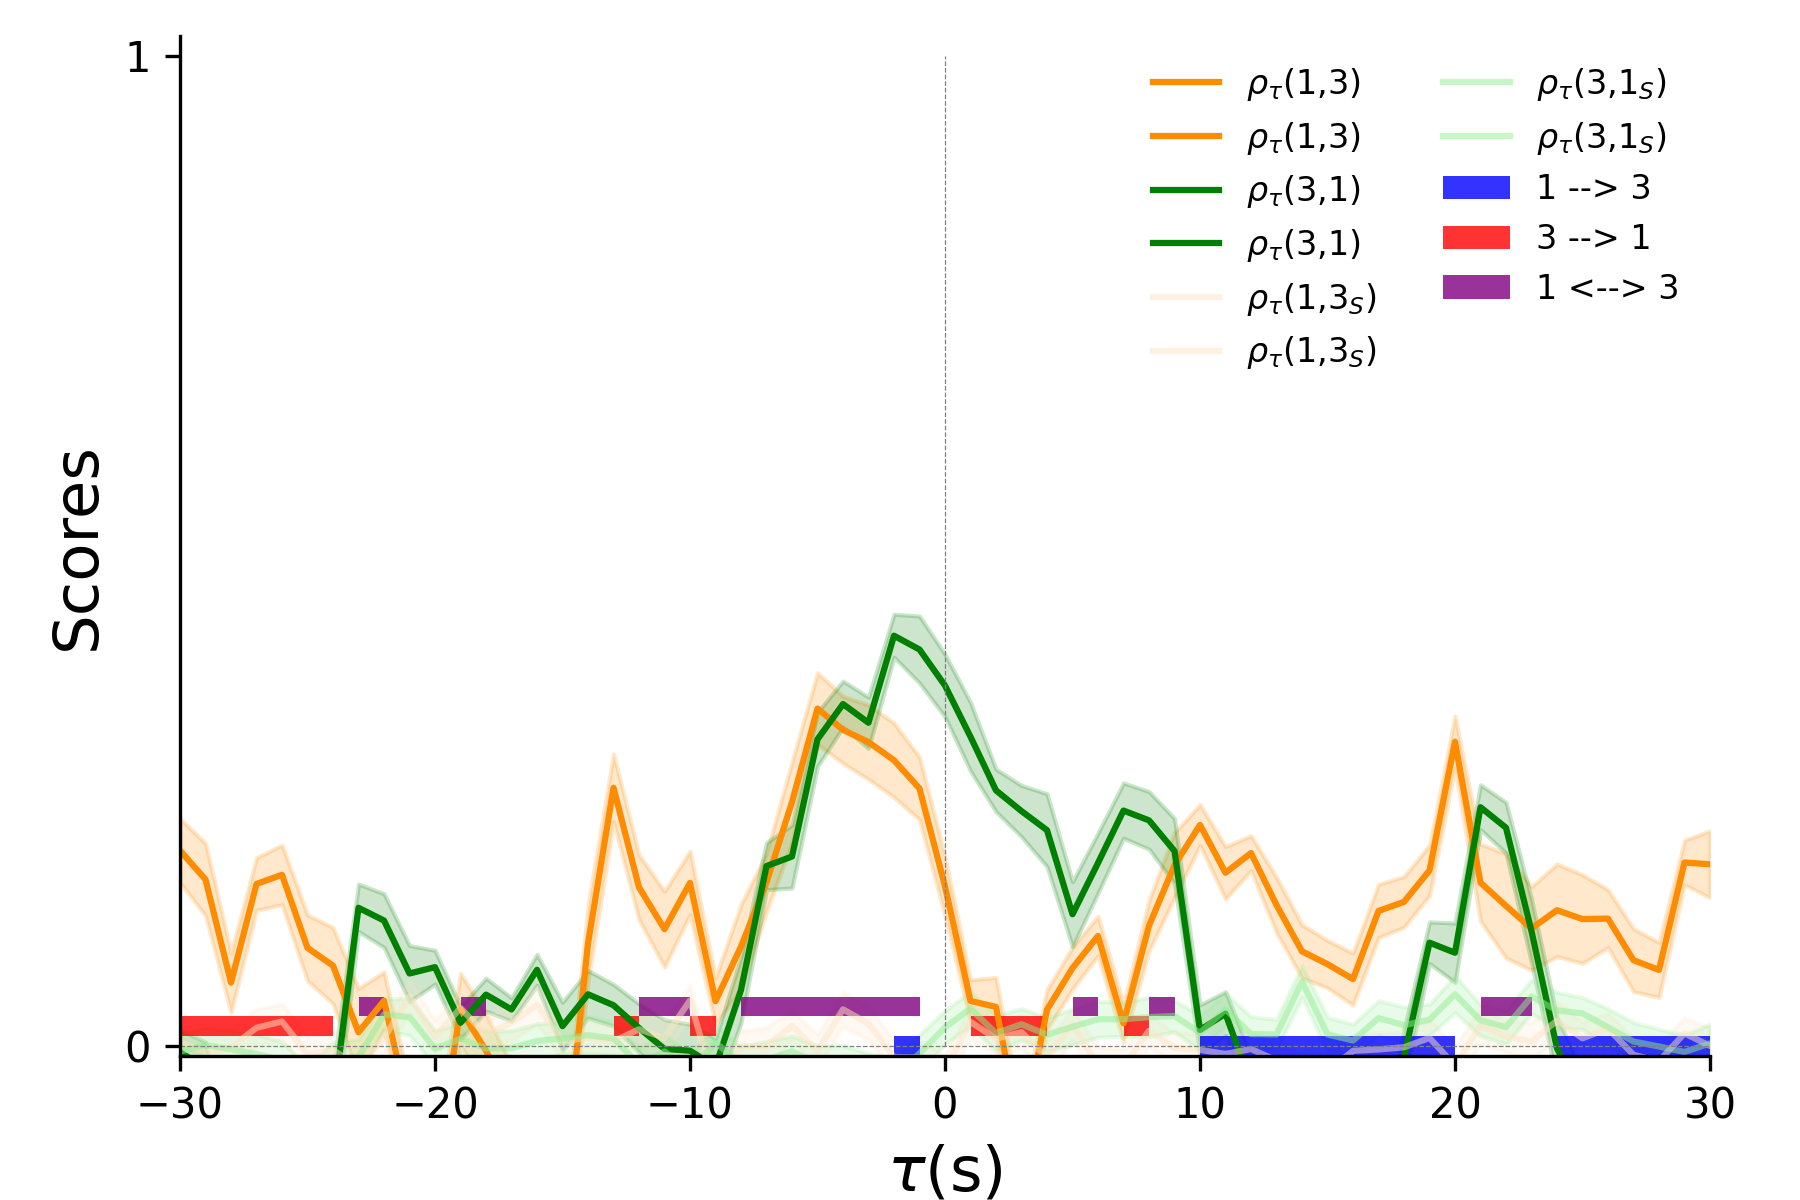 1
ρτ(1,3)
ρτ(1,3)
ρτ(3,1)
ρτ(3,1)
ρτ(1,3S)
ρτ(1,3S)
ρτ(3,1S)
ρτ(3,1S)
1 --> 3
3 --> 1
1 <--> 3
Scores
0
−30 −20 −10 0 10 20 30
τ(s)